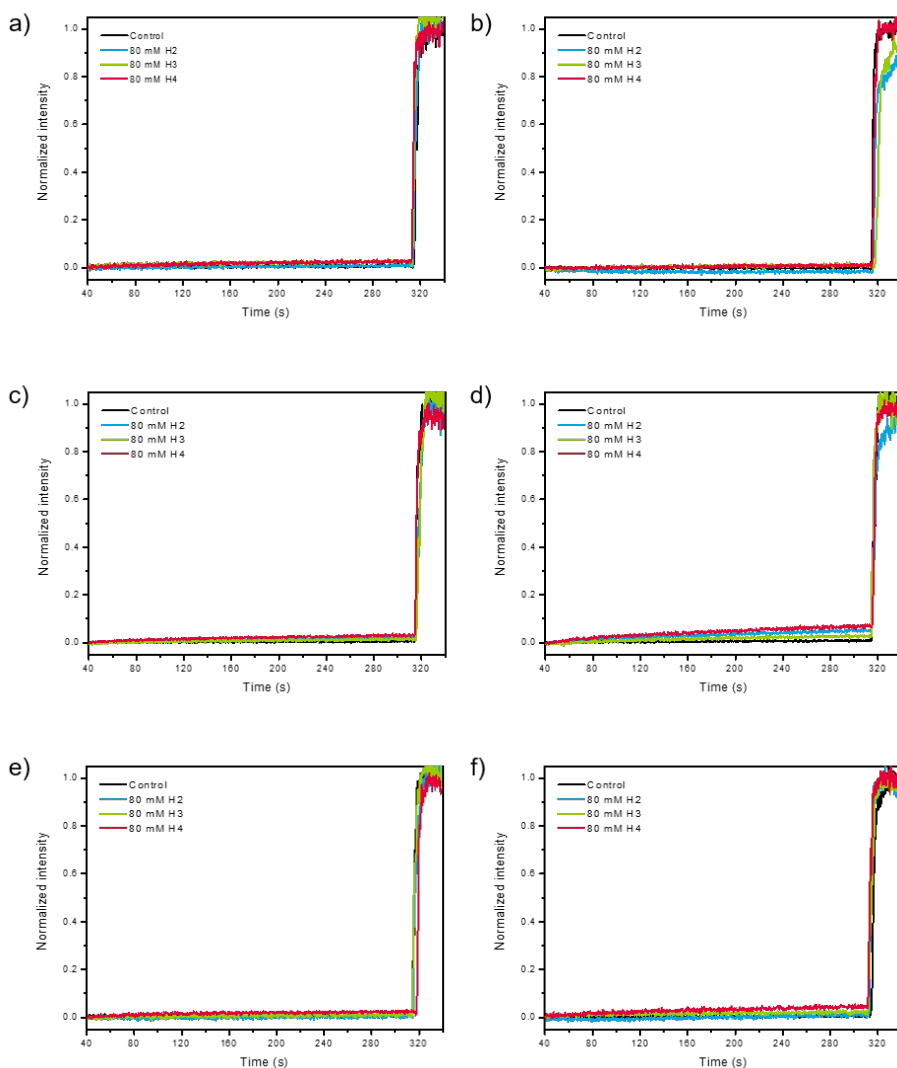 a)
Control
80 mM H2
80 mM H3
80 mM H4
1.0
0.8
0.6
0.4
0.2
0.0
Normalized intensity
40 80 120 160 200 240 280 320
Time (s)
b)
Control
80 mM H2
80 mM H3
80 mM H4
1.0
0.8
0.6
0.4
0.2
0.0
Normalized intensity
40 80 120 160 200 240 280 320
Time (s)
c)
Control
80 mM H2
80 mM H3
80 mM H4
1.0
0.8
0.6
0.4
0.2
0.0
Normalized intensity
40 80 120 160 200 240 280 320
Time (s)
d)
Control
80 mM H2
80 mM H3
80 mM H4
1.0
0.8
0.6
0.4
0.2
0.0
Normalized intensity
40 80 120 160 200 240 280 320
Time (s)
e)
Control
80 mM H2
80 mM H3
80 mM H4
1.0
0.8
0.6
0.4
0.2
0.0
Normalized intensity
40 80 120 160 200 240 280 320
Time (s)
f)
Control
80 mM H2
80 mM H3
80 mM H4
1.0
0.8
0.6
0.4
0.2
0.0
Normalized intensity
40 80 120 160 200 240 280 320
Time (s)